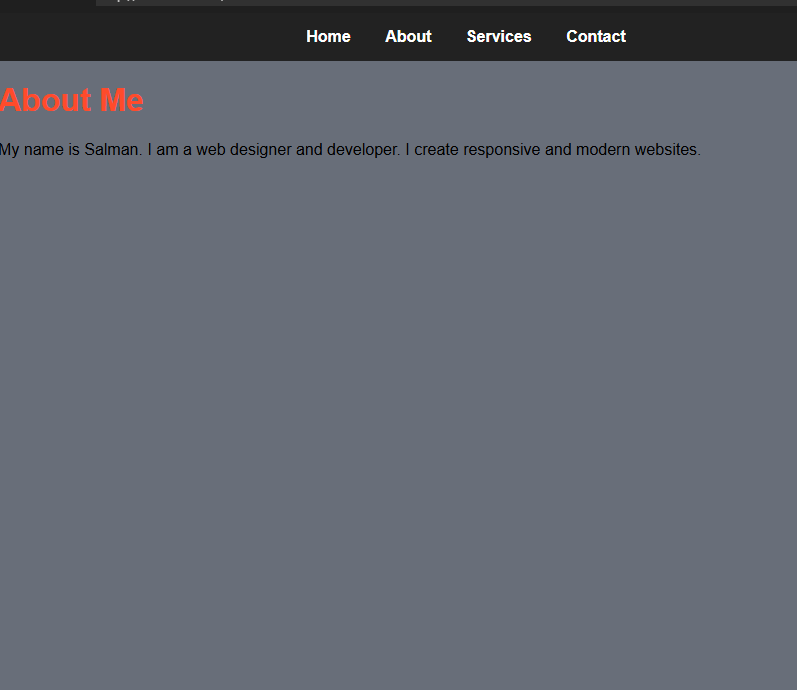 Home About Services Contact
About Me
My name is Salman. I am a web designer and developer. I create responsive and modern websites.